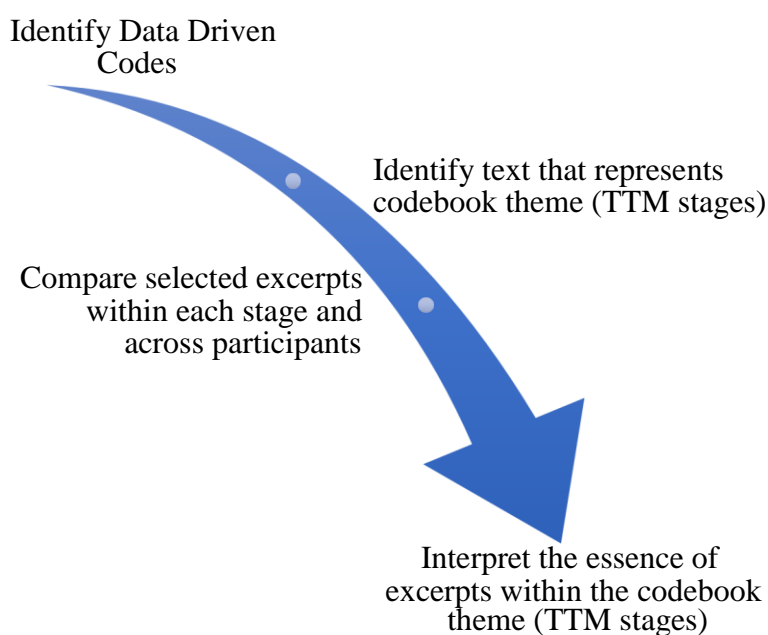 Identify Data Driven
Codes
Identify text that represents
codebook theme (TTM stages)
Compare selected excerpts
within each stage and
across participants
Interpret the essence of
excerpts within the codebook
theme (TTM stages)